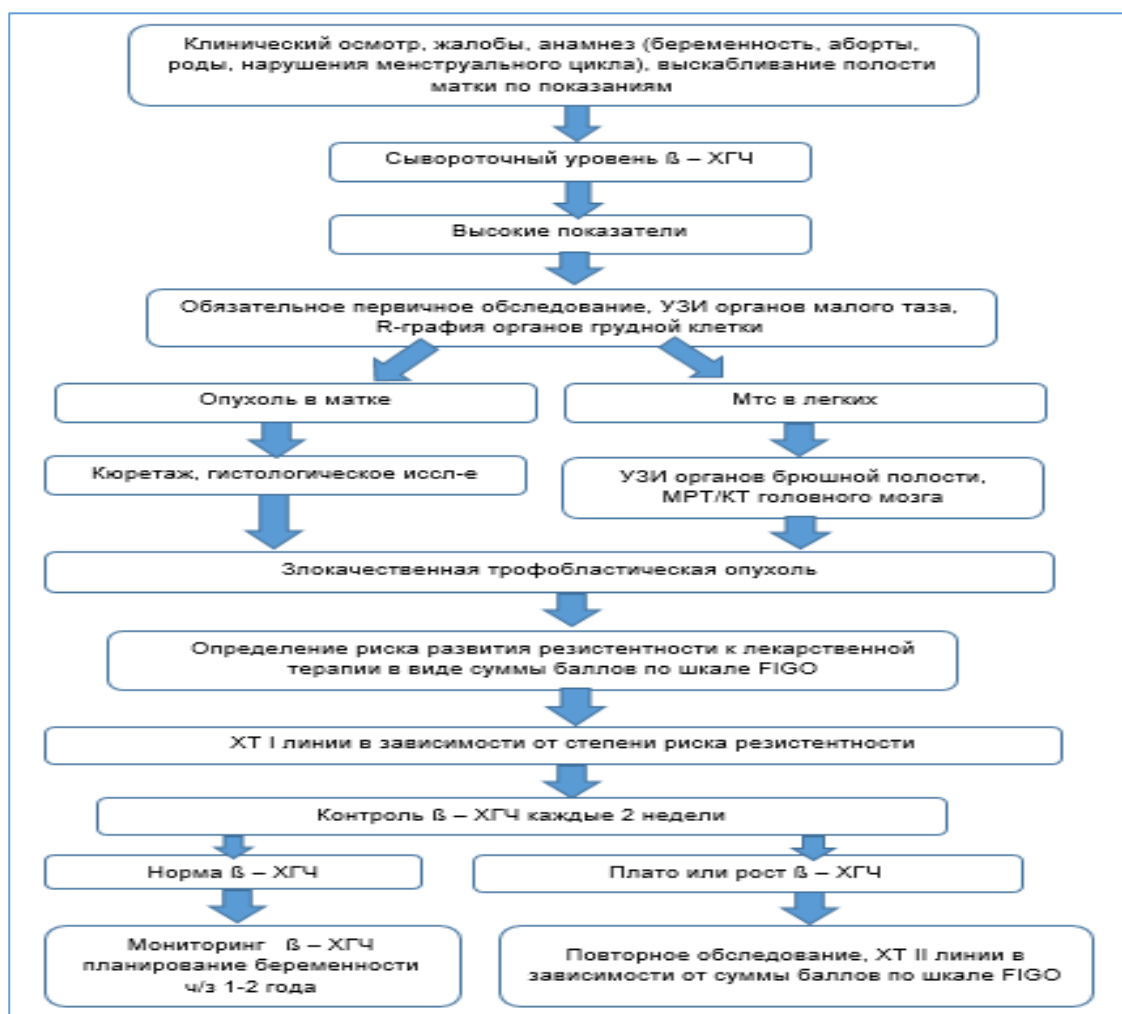 Клинический осмотр, жалобы, анамнез (беременность, аборты,
роды, нарушения менструального цикла), выскабливание полости
матки по показаниям
Сывороточный уровень ß – ХГЧ
Высокие показатели
Обязательное первичное обследование, УЗИ органов малого таза,
R-графия органов грудной клетки
Опухоль в матке
Мтс в легких
Кюретаж, гистологическое иссл-е
УЗИ органов брюшной полости,
МРТ/КТ головного мозга
Злокачественная трофобластическая опухоль
Определение риска развития резистентности к лекарственной
терапии в виде суммы баллов по шкале FIGO
ХТ I линии в зависимости от степени риска резистентности
Контроль ß – ХГЧ каждые 2 недели
Норма ß – ХГЧ
Плато или рост ß – ХГЧ
Мониторинг ß – ХГЧ
планирование беременности
ч/з 1-2 года
Повторное обследование, ХТ II линии в
зависимости от суммы баллов по шкале FIGO